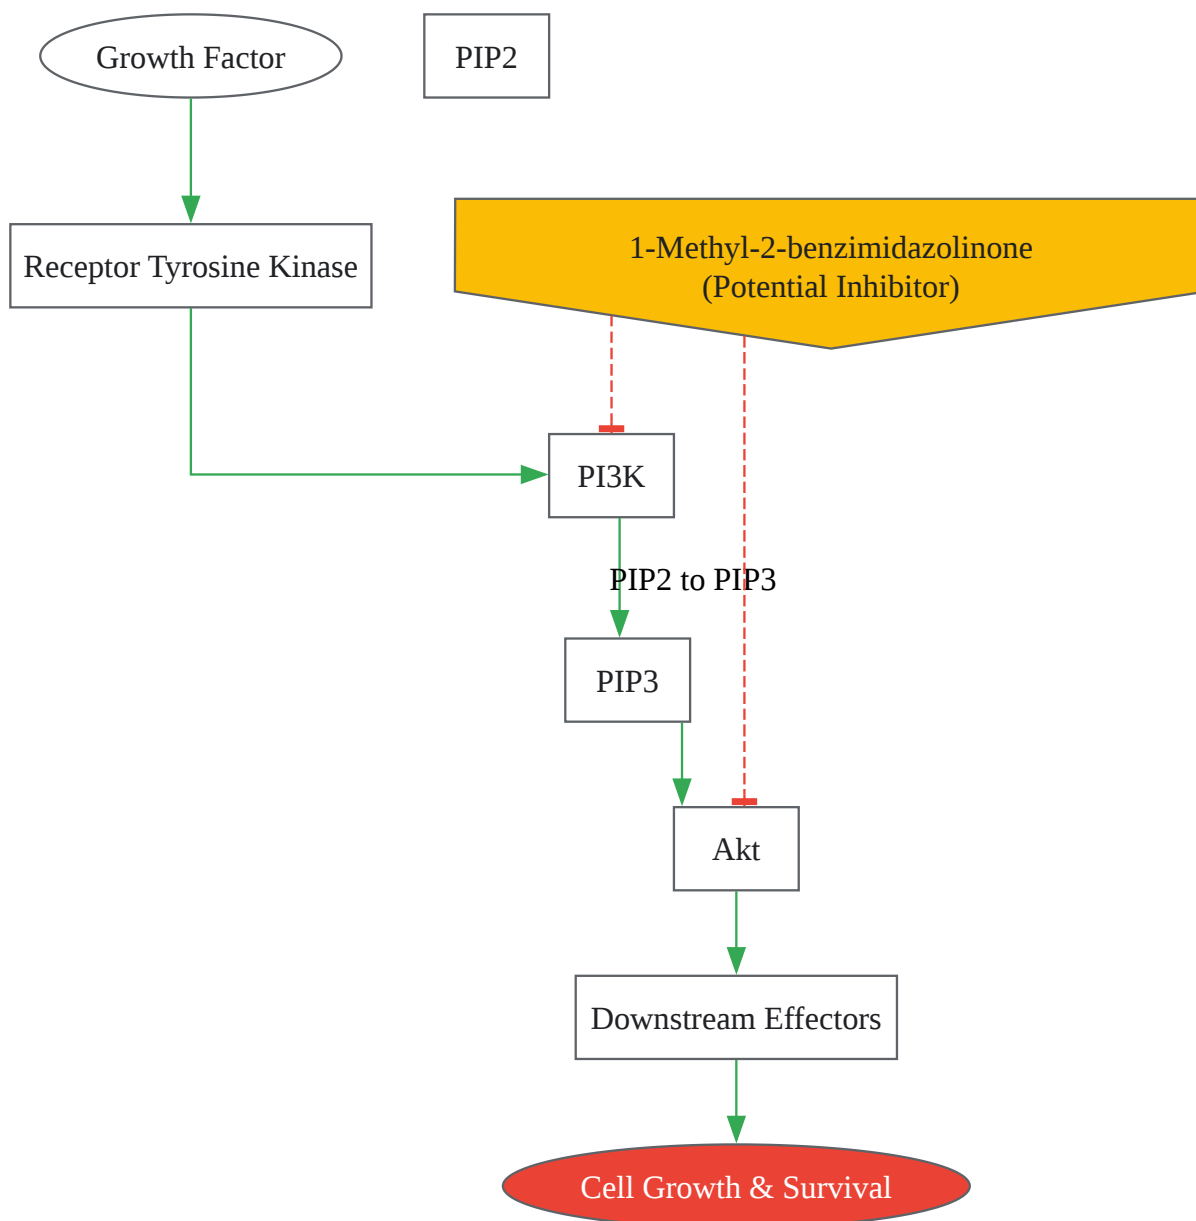 Growth Factor
PIP2
Receptor Tyrosine Kinase
1-Methyl-2-benzimidazolinone
(Potential Inhibitor)
PI3K
PIP2 to PIP3
PIP3
Akt
Downstream Effectors
Cell Growth & Survival